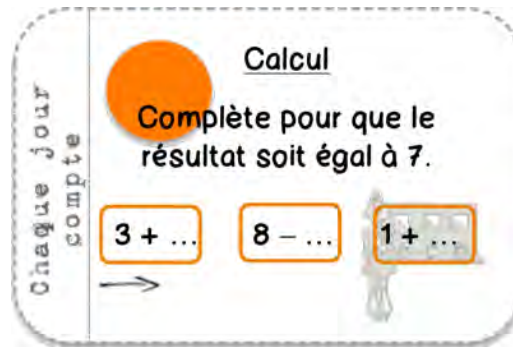 Chaque jour
compte
Calcul
Complète pour que le
résultat soit égal à 7.
3 + ... 8 – ... 1 + ...